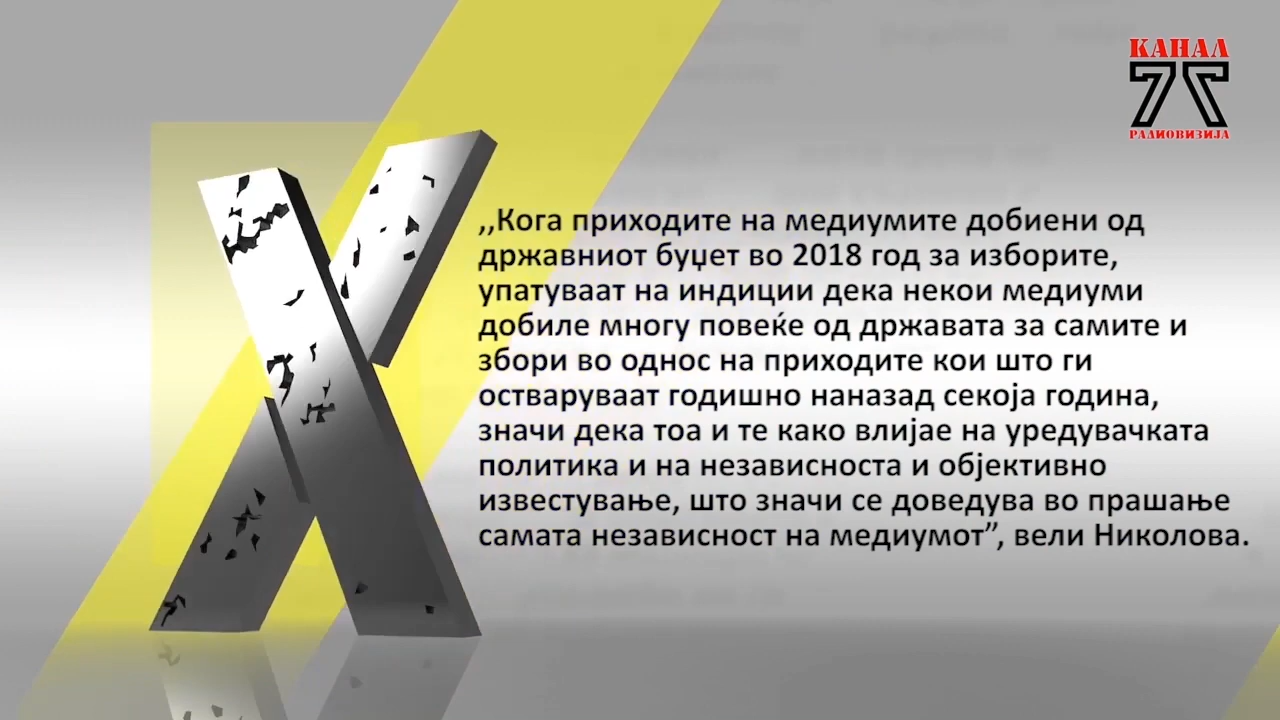 КАНАЛ
77
РАДИОВИЗИЈА
,,Кога приходите на медиумите добиени од
државниот буџет во 2018 год за изборите,
упатуваат на индиции дека некои медиуми
добиле многу повеќе од државата за самите и
збори во однос на приходите кои што ги
остваруваат годишно наназад секоја година,
значи дека тоа и те како влијае на уредувачката
политика и на независноста и објективно
известување, што значи се доведува во прашање
самата независност на медиумот”, вели Николова.